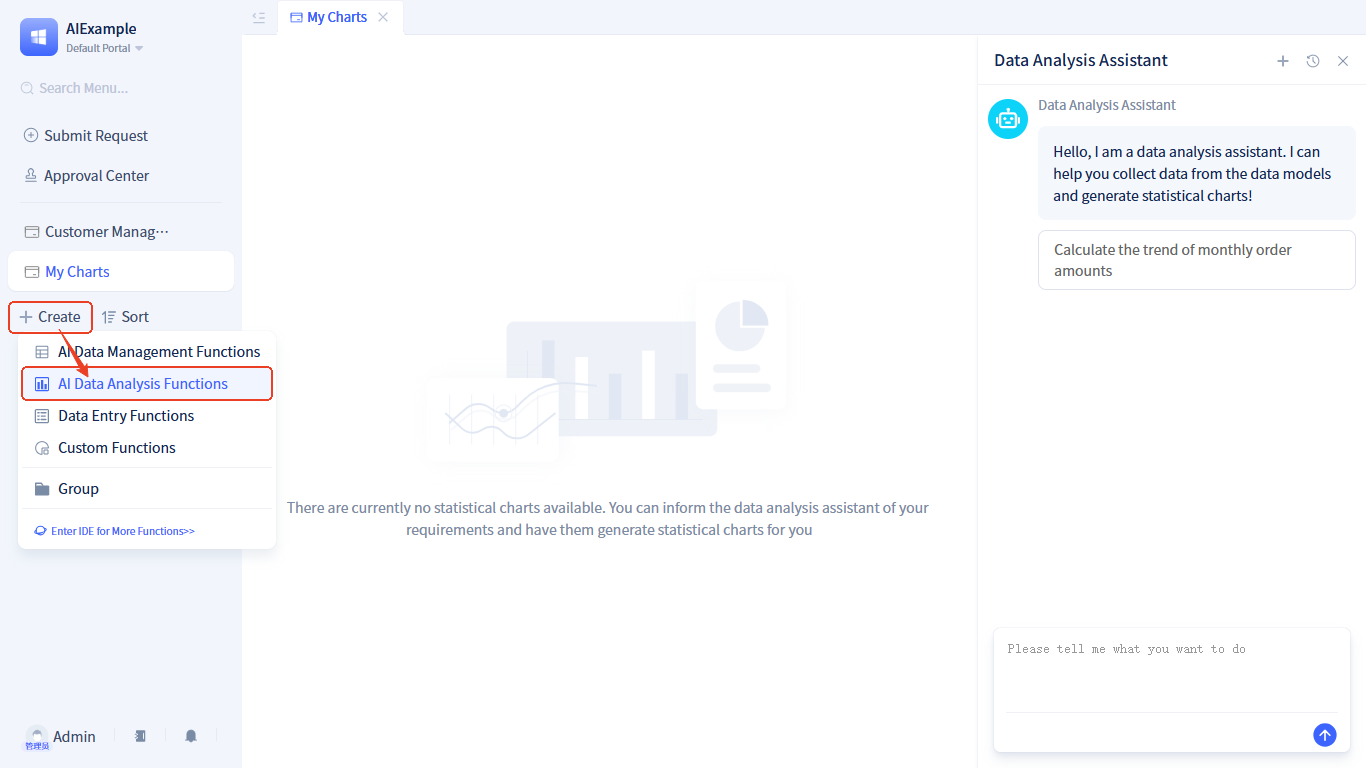 AIExample
Default Portal
Search Menu...
Submit Request
Approval Center
Customer Manag···
My Charts
Create
Sort
AI Data Management Functions
AI Data Analysis Functions
Data Entry Functions
Custom Functions
Group
Enter IDE for More Functions>>
管理员
Admin
My Charts
There are currently no statistical charts available. You can inform the data analysis assistant of your
requirements and have them generate statistical charts for you
Data Analysis Assistant
Data Analysis Assistant
Hello, I am a data analysis assistant. I can
help you collect data from the data models
and generate statistical charts!
Calculate the trend of monthly order
amounts
Please tell me what you want to do